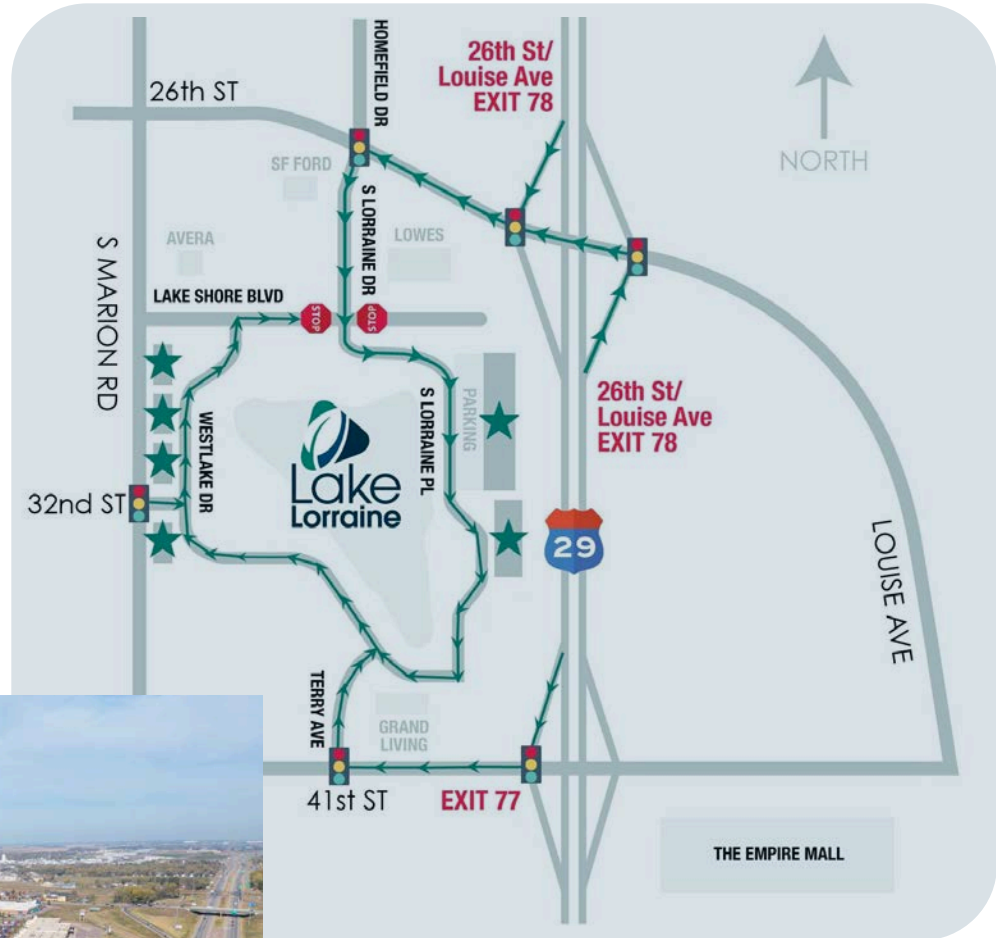 HOMEFIELD DR
26th St/
Louise Ave
EXIT 78
26th ST
NORTH
SF FORD
S LORRAINE DR
AVERA
LOWES
S MARION RD
LAKE SHORE BLVD
STOP
STOP
PARKING
26th St/
Louise Ave
EXIT 78
WESTLAKE DR
S LORRAINE PL
Lake
Lorraine
32nd ST
29
LOUISE AVE
TERRY AVE
GRAND
LIVING
41st ST
EXIT 77
THE EMPIRE MALL